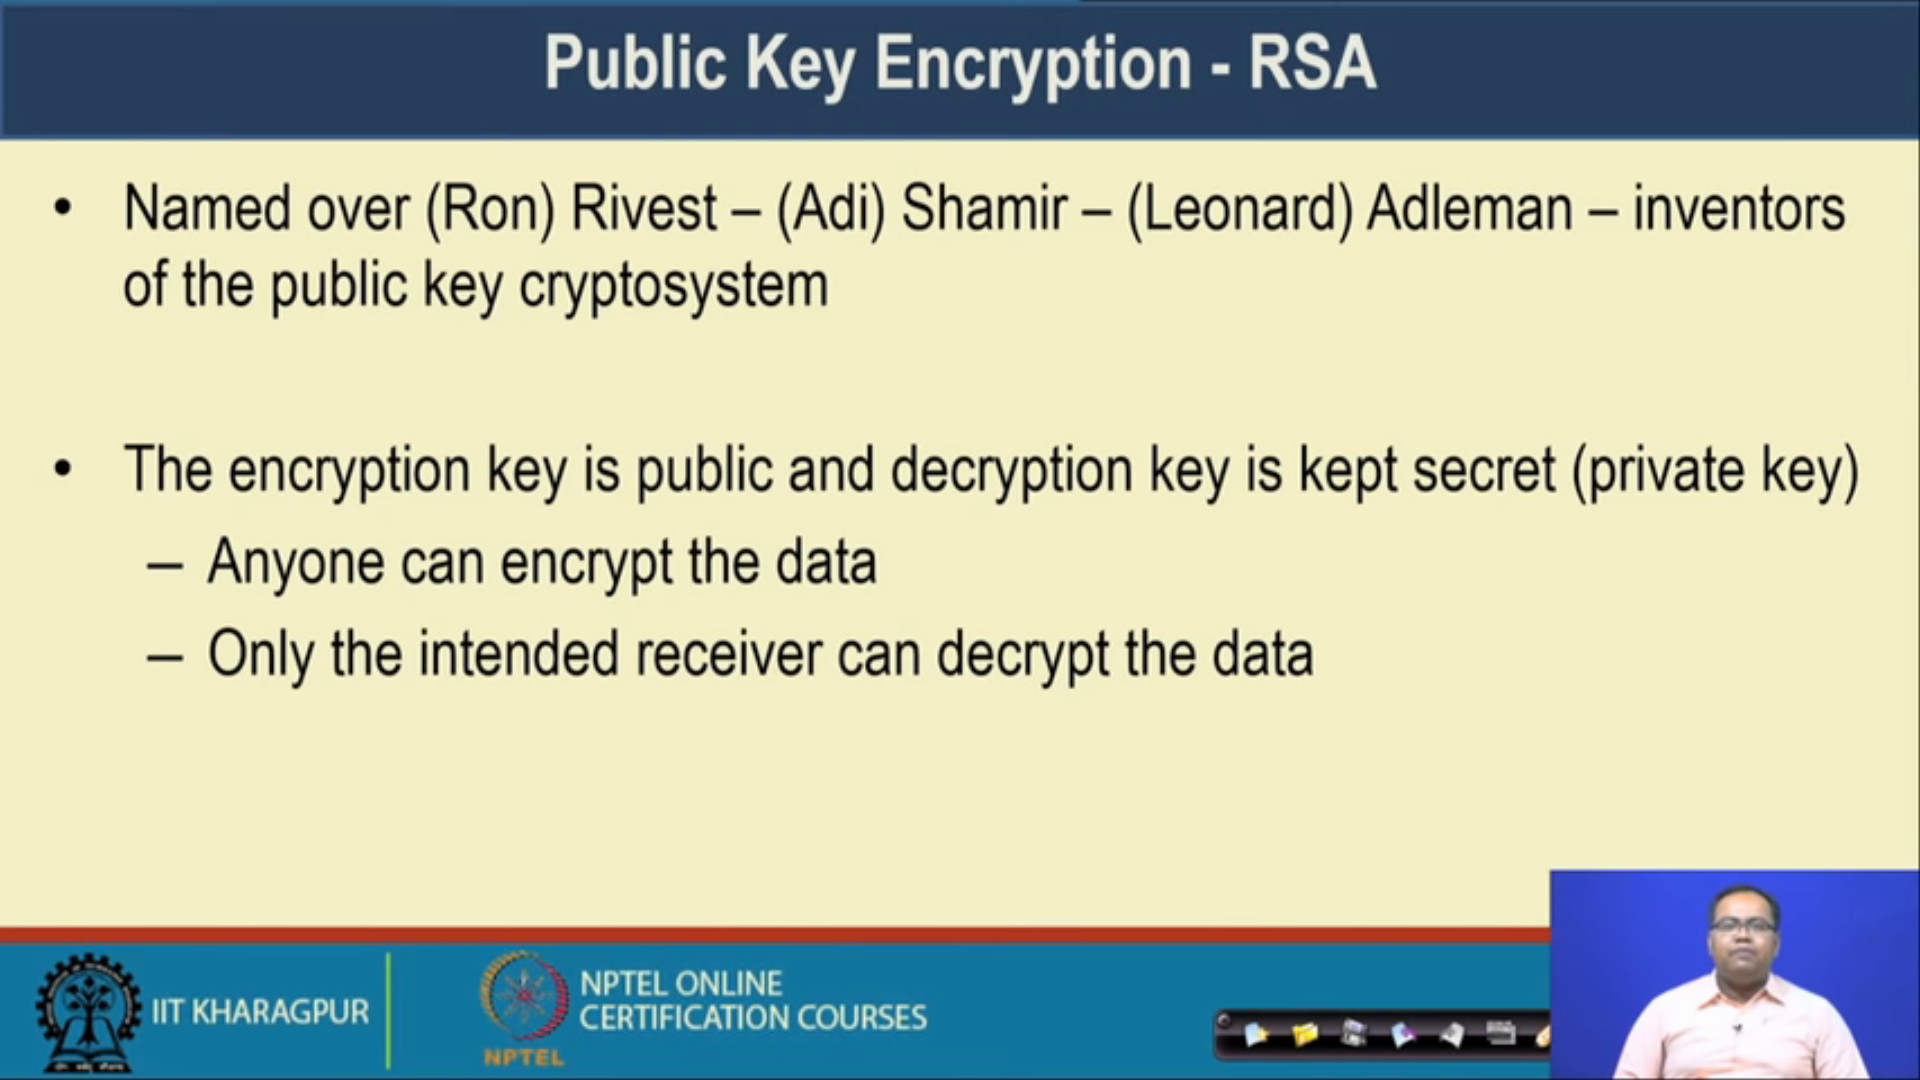 Public Key Encryption - RSA
• Named over (Ron) Rivest – (Adi) Shamir – (Leonard) Adleman – inventors
of the public key cryptosystem
• The encryption key is public and decryption key is kept secret (private key)
– Anyone can encrypt the data
– Only the intended receiver can decrypt the data
IIT KHARAGPUR
NPTEL
NPTEL ONLINE
CERTIFICATION COURSES